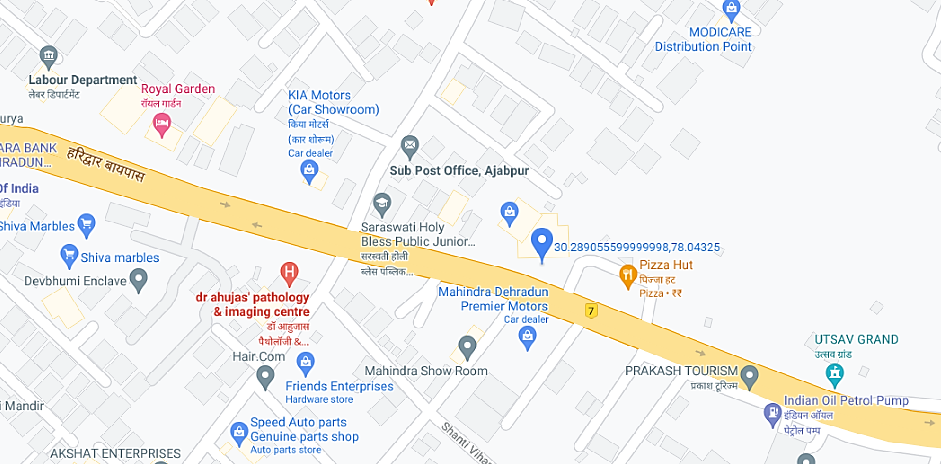 MODICARE
Distribution Point
Labour Department
लेबर डिपार्टमेंट
Royal Garden
रॉयल गार्डन
KIA Motors
(Car Showroom)
किया मोटर्स
(कार शोरूम)
Car dealer
urya
ARA BANK
हरिद्वार बायपास
Sub Post Office, Ajabpur
Of India
इंडिया
Shiva Marbles
Saraswati Holy
Bless Public Junior...
सरस्वती होली
ब्लेस पब्लिक...
30.289055599999998,78.04325
Shiva marbles
Devbhumi Enclave
Pizza Hut
पिज्जा हट
Pizza • ₹₹
dr ahujas' pathology
& imaging centre
डॉ आहुजास
पैथोलॉजी &...
Mahindra Dehradun
Premier Motors
Car dealer
7
Hair.Com
Mahindra Show Room
UTSAV GRAND
उत्सव ग्रांड
PRAKASH TOURISM
प्रकाश टूरिज्म
Friends Enterprises
Hardware store
i Mandir
Indian Oil Petrol Pump
इंडियन ऑयल
पेट्रोल पम्प
Speed Auto parts
Genuine parts shop
Auto parts store
Shanti Vihar
AKSHAT ENTERPRISES